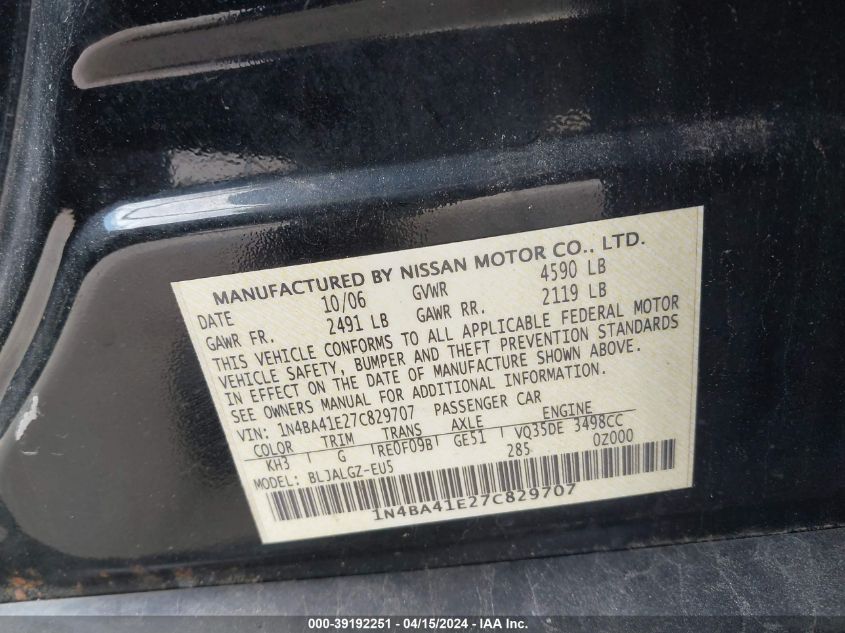 MANUFACTURED BY NISSAN MOTOR CO., LTD.
DATE 10/06 GVWR 4590 LB
GAWR FR. 2491 LB GAWR RR. 2119 LB
THIS VEHICLE CONFORMS TO ALL APPLICABLE FEDERAL MOTOR
VEHICLE SAFETY, BUMPER AND THEFT PREVENTION STANDARDS
IN EFFECT ON THE DATE OF MANUFACTURE SHOWN ABOVE.
SEE OWNERS MANUAL FOR ADDITIONAL INFORMATION.
VIN: 1N4BA41E27C829707 PASSENGER CAR
COLOR TRIM TRANS AXLE ENGINE
KH3 G RE0F09B GE51 VQ35DE 3498CC
MODEL: BLJALGZ-EU5 285 0Z000
1N4BA41E27C829707
000-39192251 - 04/15/2024 - IAA Inc.